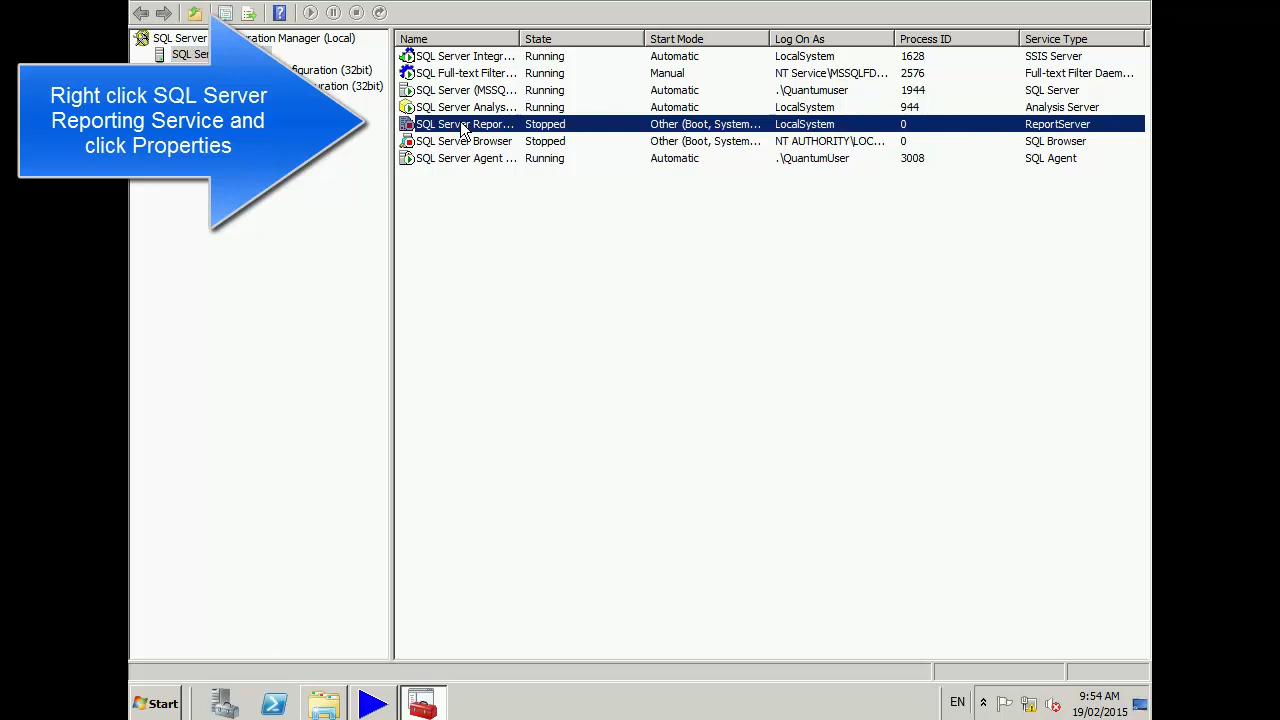 SQL Server
ration Manager (Local)
SQL Ser
figuration (32bit)
uration (32bit)
Right click SQL Server
Reporting Service and
click Properties
Name State Start Mode Log On As Process ID Service Type
SQL Server Integr... Running Automatic LocalSystem 1628 SSIS Server
SQL Full-text Filter... Running Manual NT Service\MSSQLFD... 2576 Full-text Filter Daem...
SQL Server (MSSQ... Running Automatic .\Quantumuser 1944 SQL Server
SQL Server Analys... Running Automatic LocalSystem 944 Analysis Server
SQL Server Repor... Stopped Other (Boot, System... LocalSystem 0 ReportServer
SQL Server Browser Stopped Other (Boot, System... NT AUTHORITY\LOC... 0 SQL Browser
SQL Server Agent ... Running Automatic .\QuantumUser 3008 SQL Agent
Start
EN
9:54 AM
19/02/2015